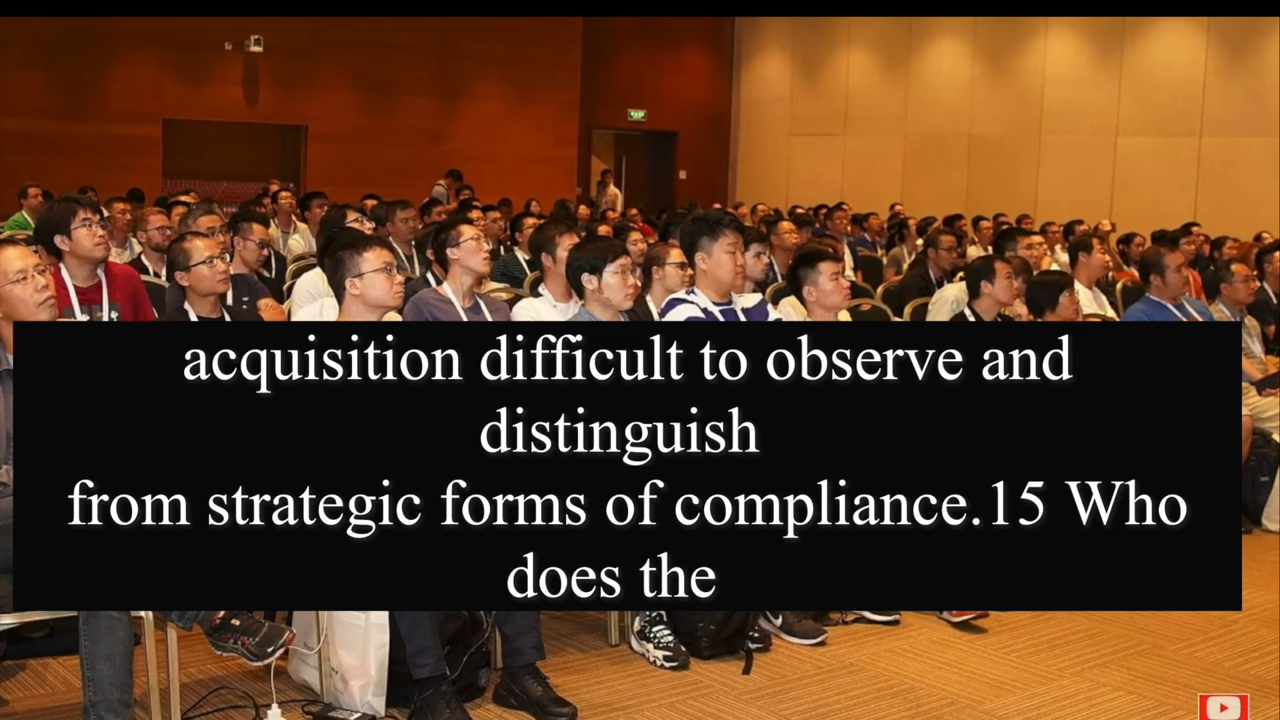 acquisition difficult to observe and
distinguish
from strategic forms of compliance.15 Who
does the